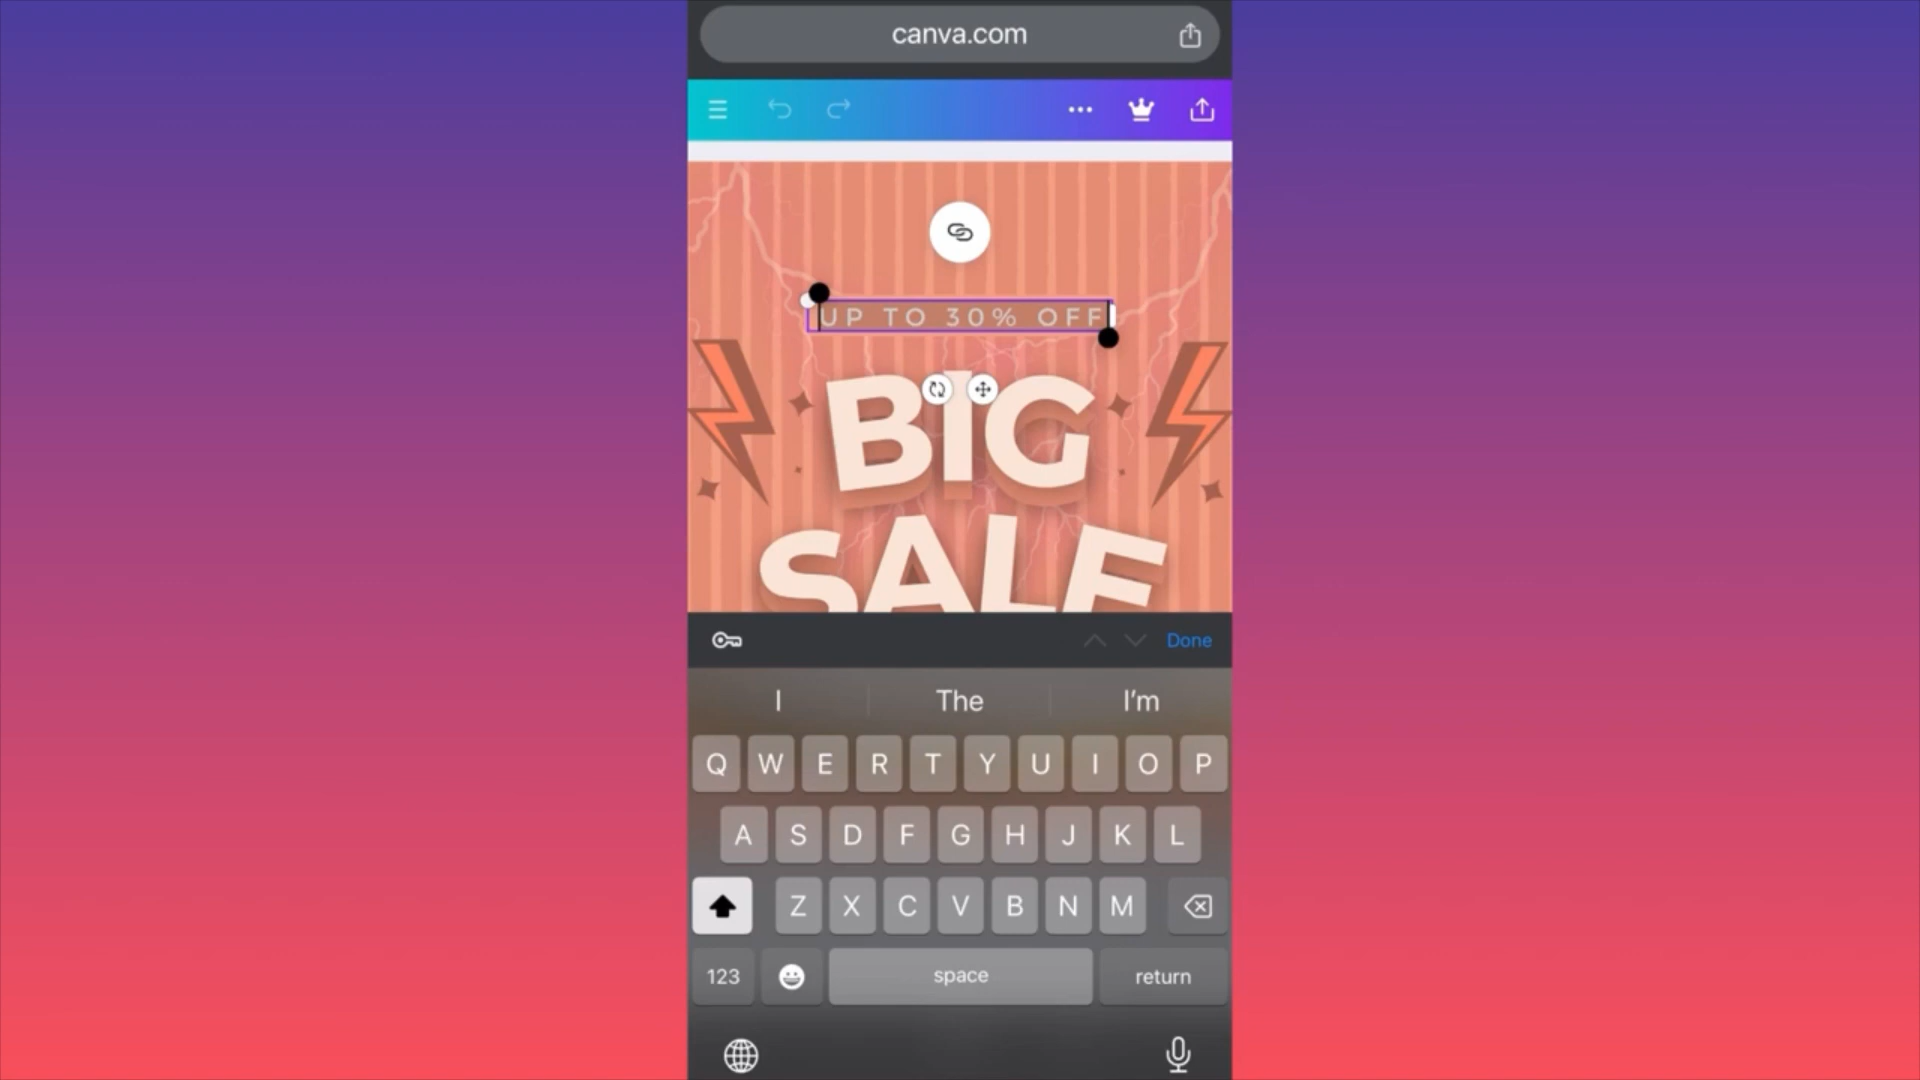 canva.com
UP TO 30% OFF
BIG
SALE
Done
I The I'm
Q W E R T Y U I O P
A S D F G H J K L
Z X C V B N M
123 space return